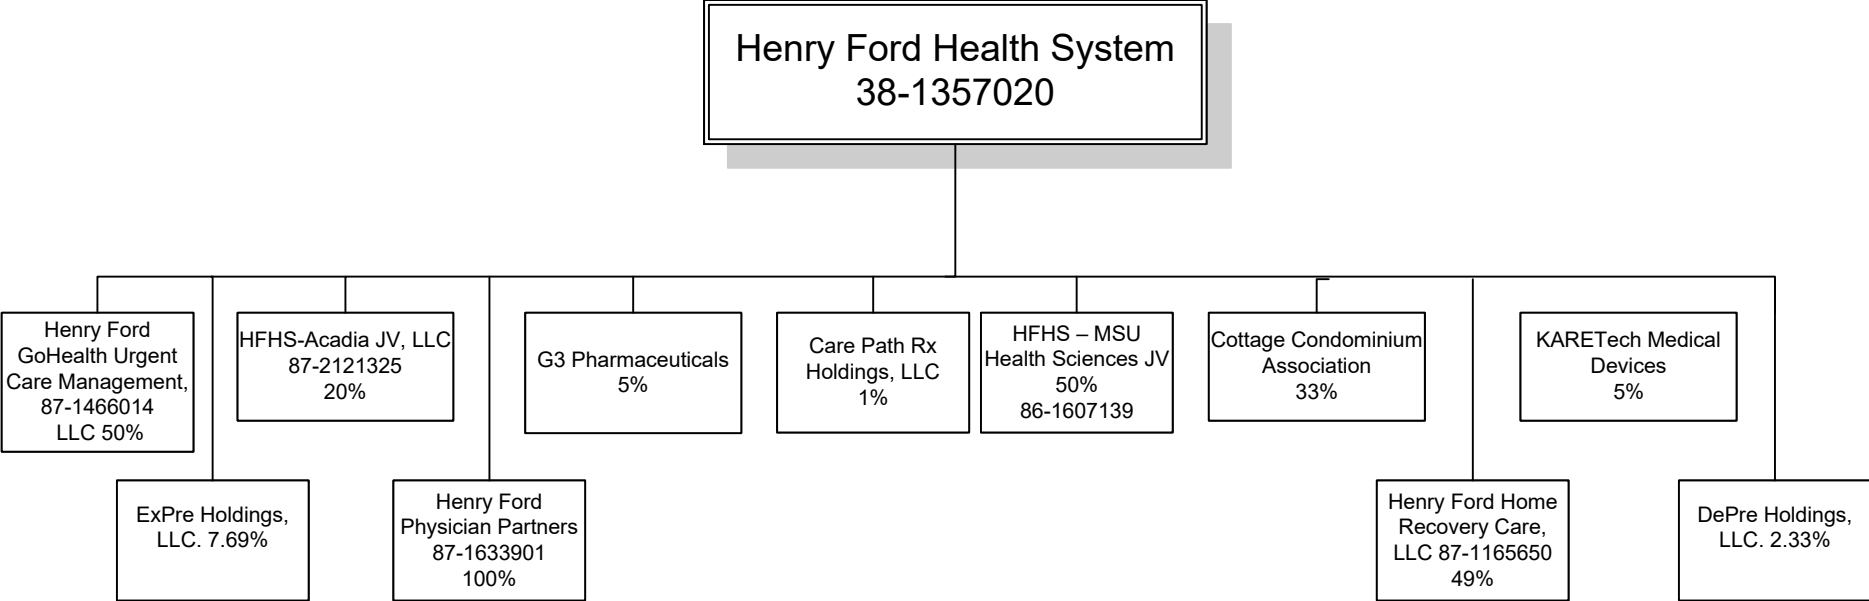 Henry Ford Health System
38-1357020
Henry Ford
GoHealth Urgent
Care Management,
87-1466014
LLC 50%
HFHS-Acadia JV, LLC
87-2121325
20%
G3 Pharmaceuticals
5%
Care Path Rx
Holdings, LLC
1%
HFHS – MSU
Health Sciences JV
50%
86-1607139
Cottage Condominium
Association
33%
KARETech Medical
Devices
5%
ExPre Holdings,
LLC. 7.69%
Henry Ford
Physician Partners
87-1633901
100%
Henry Ford Home
Recovery Care,
LLC 87-1165650
49%
DePre Holdings,
LLC. 2.33%